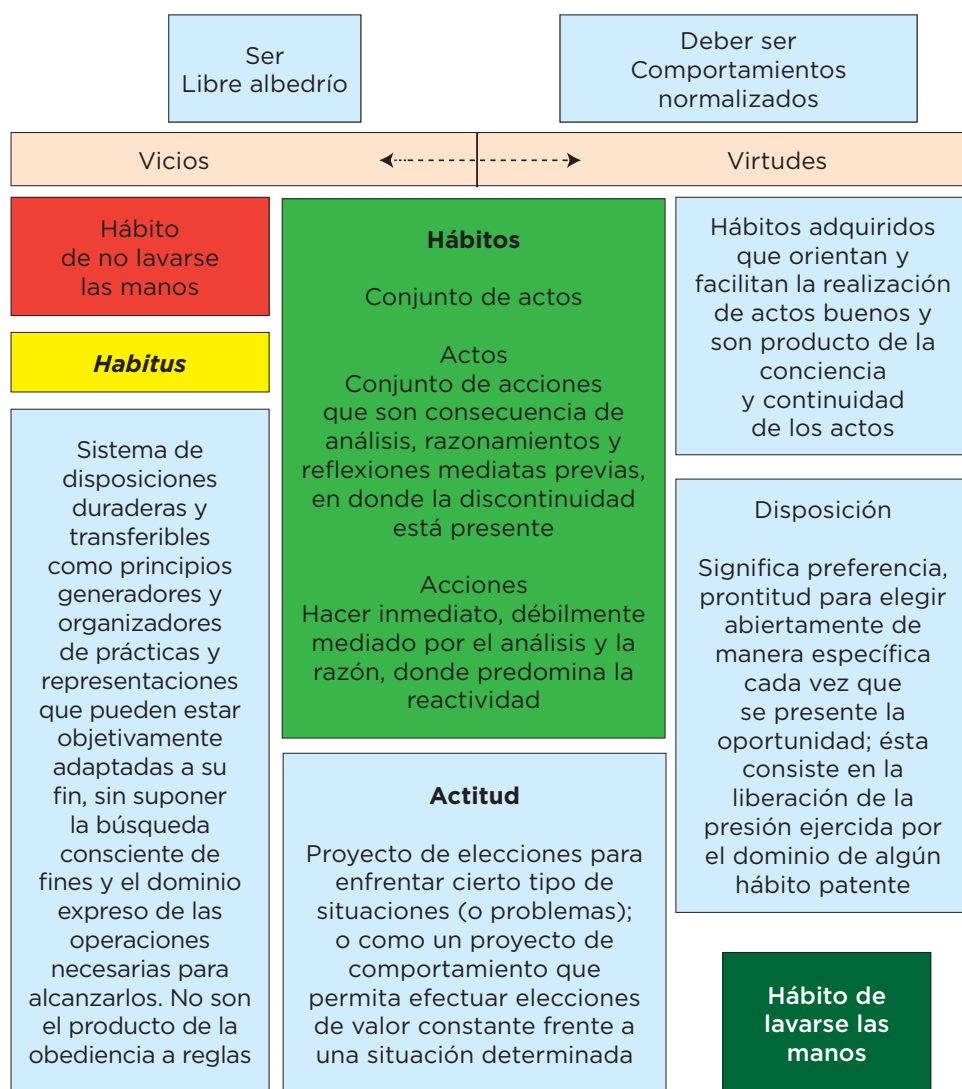 Ser
Libre albedrío
Deber ser
Comportamientos
normalizados
Vicios
Virtudes
Hábito
de no lavarse
las manos
Habitus
Sistema de
disposiciones
duraderas y
transferibles
como principios
generadores y
organizadores
de prácticas y
representaciones
que pueden estar
objetivamente
adaptadas a su
fin, sin suponer
la búsqueda
consciente de
fines y el dominio
expreso de las
operaciones
necesarias para
alcanzarlos. No son
el producto de la
obediencia a reglas
Hábitos
Conjunto de actos
Actos
Conjunto de acciones
que son consecuencia de
análisis, razonamientos y
reflexiones mediatas previas,
en donde la discontinuidad
está presente
Acciones
Hacer inmediato, débilmente
mediado por el análisis y la
razón, donde predomina la
reactividad
Actitud
Proyecto de elecciones para
enfrentar cierto tipo de
situaciones (o problemas);
o como un proyecto de
comportamiento que
permita efectuar elecciones
de valor constante frente a
una situación determinada
Hábitos adquiridos
que orientan y
facilitan la realización
de actos buenos y
son producto de la
conciencia
y continuidad
de los actos
Disposición
Significa preferencia,
prontitud para elegir
abiertamente de
manera específica
cada vez que
se presente la
oportunidad; ésta
consiste en la
liberación de la
presión ejercida por
el dominio de algún
hábito patente
Hábito de
lavarse las
manos